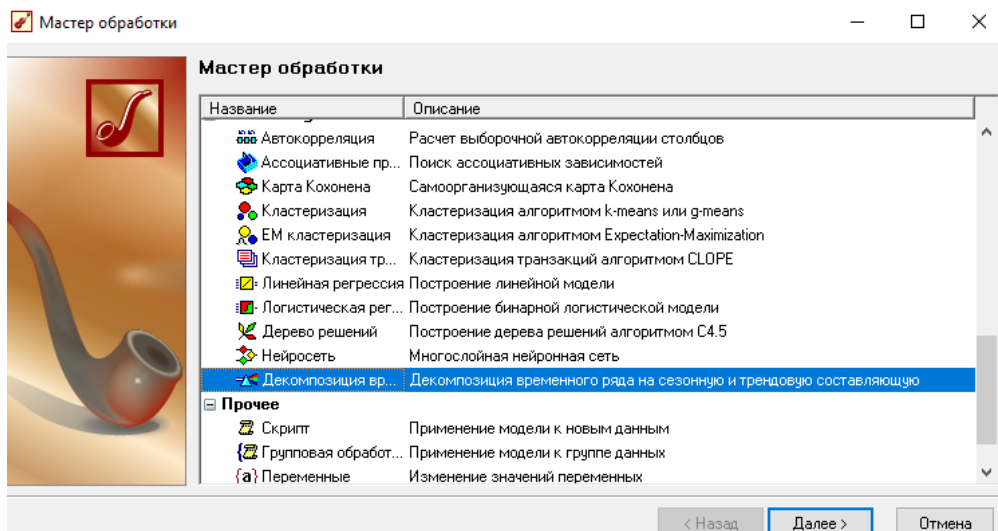 Мастер обработки
Мастер обработки
Название Описание
Автокорреляция Расчет выборочной автокорреляции столбцов
Ассоциативные пр... Поиск ассоциативных зависимостей
Карта Кохонена Самоорганизующаяся карта Кохонена
Кластеризация Кластеризация алгоритмом k-means или g-means
EM кластеризация Кластеризация алгоритмом Expectation-Maximization
Кластеризация тр... Кластеризация транзакций алгоритмом CLOPE
Линейная регрессия Построение линейной модели
Логистическая рег... Построение бинарной логистической модели
Дерево решений Построение дерева решений алгоритмом C4.5
Нейросеть Многослойная нейронная сеть
Декомпозиция вр... Декомпозиция временного ряда на сезонную и трендовую составляющую
Прочее
Скрипт Применение модели к новым данным
Групповая обработ... Применение модели к группе данных
{a} Переменные Изменение значений переменных
< Назад Далее > Отмена